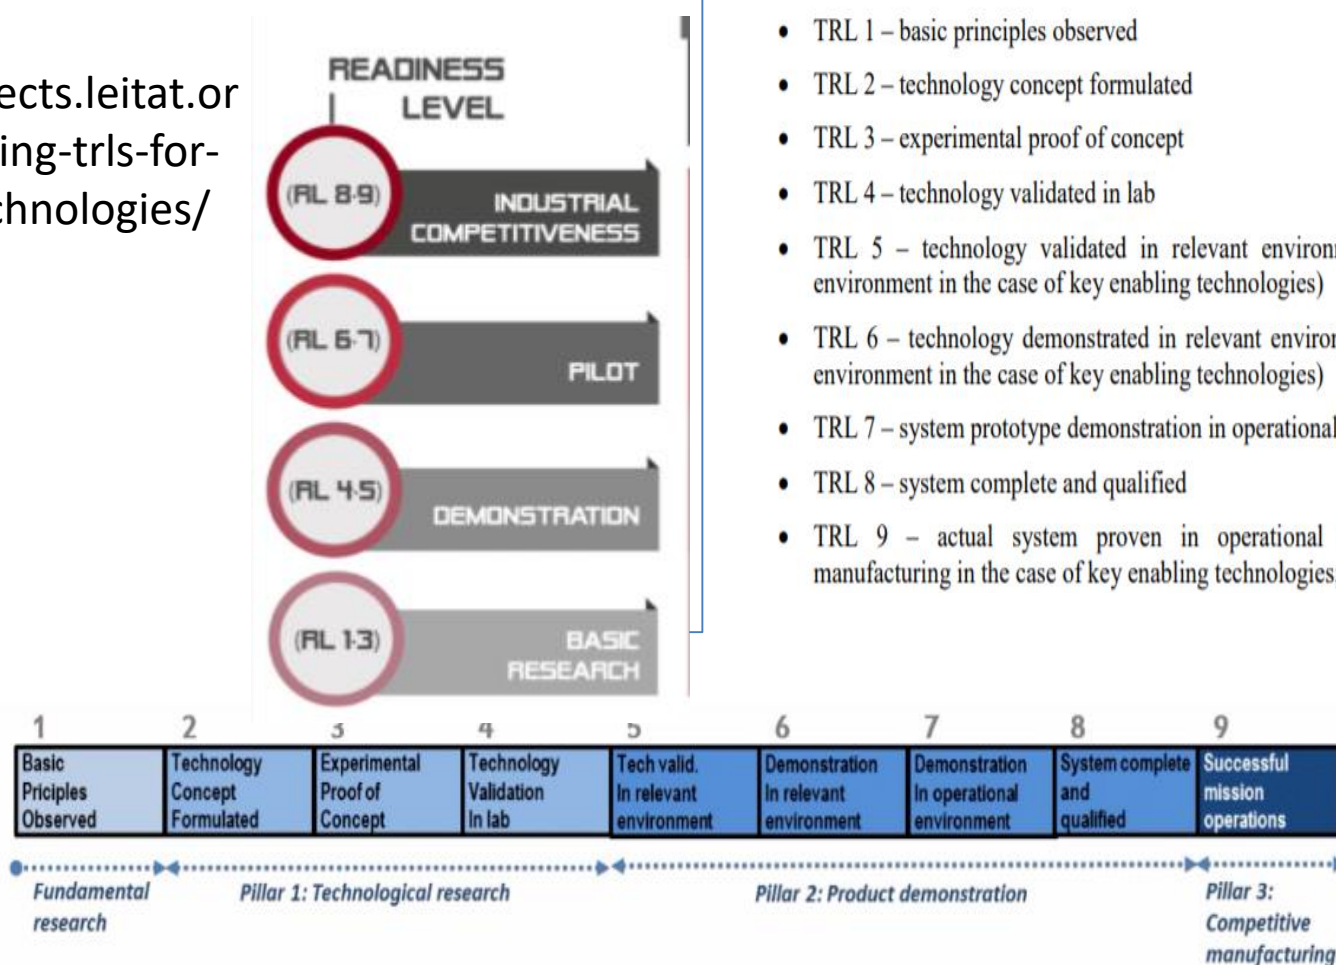 ects.leitat.or
ing-trls-for-
chnologies/
READINESS
LEVEL
(RL 8-9)
INDUSTRIAL
COMPETITIVENESS
(RL 6-7)
PILOT
(RL 4-5)
DEMONSTRATION
(RL 1-3)
BASIC
RESEARCH
• TRL 1 – basic principles observed
• TRL 2 – technology concept formulated
• TRL 3 – experimental proof of concept
• TRL 4 – technology validated in lab
• TRL 5 – technology validated in relevant environ
environment in the case of key enabling technologies)
• TRL 6 – technology demonstrated in relevant environ
environment in the case of key enabling technologies)
• TRL 7 – system prototype demonstration in operational
• TRL 8 – system complete and qualified
• TRL 9 – actual system proven in operational
manufacturing in the case of key enabling technologies
1 2 3 4 5 6 7 8 9
Basic
Priciples
Observed
Technology
Concept
Formulated
Experimental
Proof of
Concept
Technology
Validation
In lab
Tech valid.
In relevant
environment
Demonstration
In relevant
environment
Demonstration
In operational
environment
System complete
and
qualified
Successful
mission
operations
Fundamental
research
Pillar 1: Technological research
Pillar 2: Product demonstration
Pillar 3:
Competitive
manufacturing